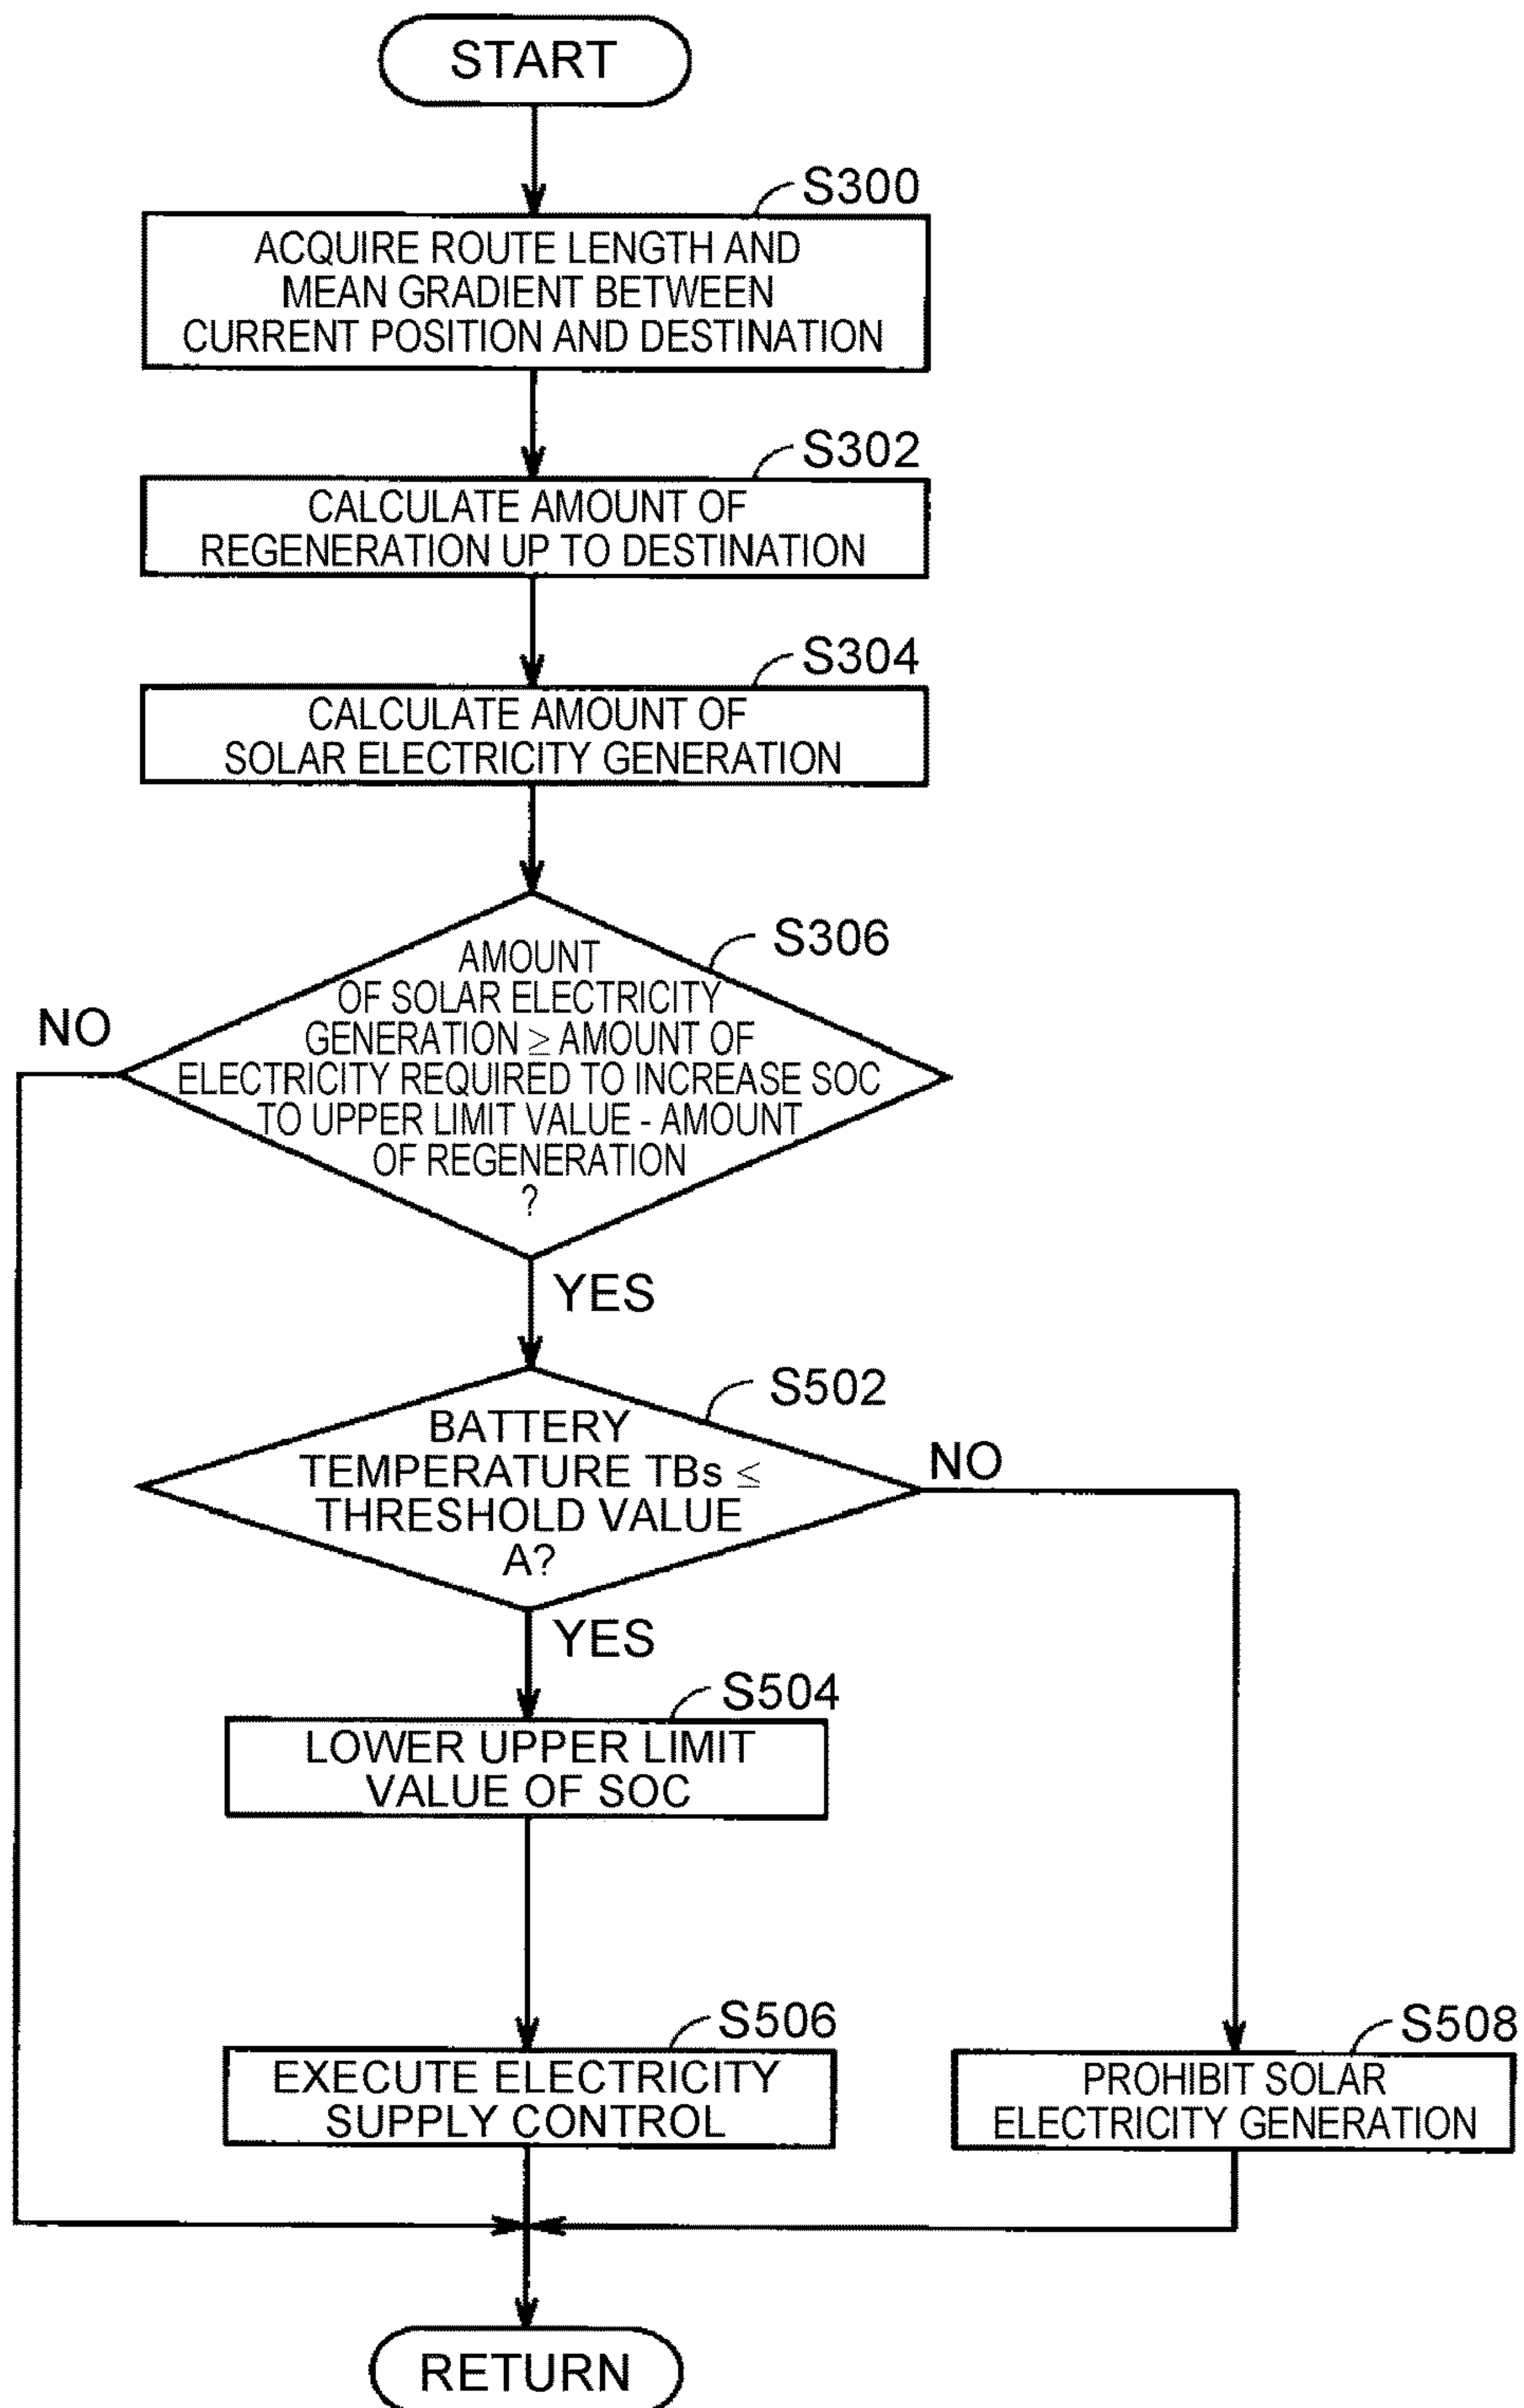 START
S300
ACQUIRE ROUTE LENGTH AND
MEAN GRADIENT BETWEEN
CURRENT POSITION AND DESTINATION
S302
CALCULATE AMOUNT OF
REGENERATION UP TO DESTINATION
S304
CALCULATE AMOUNT OF
SOLAR ELECTRICITY GENERATION
S306
AMOUNT
OF SOLAR ELECTRICITY
GENERATION ≥ AMOUNT OF
ELECTRICITY REQUIRED TO INCREASE SOC
TO UPPER LIMIT VALUE - AMOUNT
OF REGENERATION
?
NO
YES
S502
BATTERY
TEMPERATURE TBs ≤
THRESHOLD VALUE
A?
NO
YES
S504
LOWER UPPER LIMIT
VALUE OF SOC
S506
EXECUTE ELECTRICITY
SUPPLY CONTROL
S508
PROHIBIT SOLAR
ELECTRICITY GENERATION
RETURN